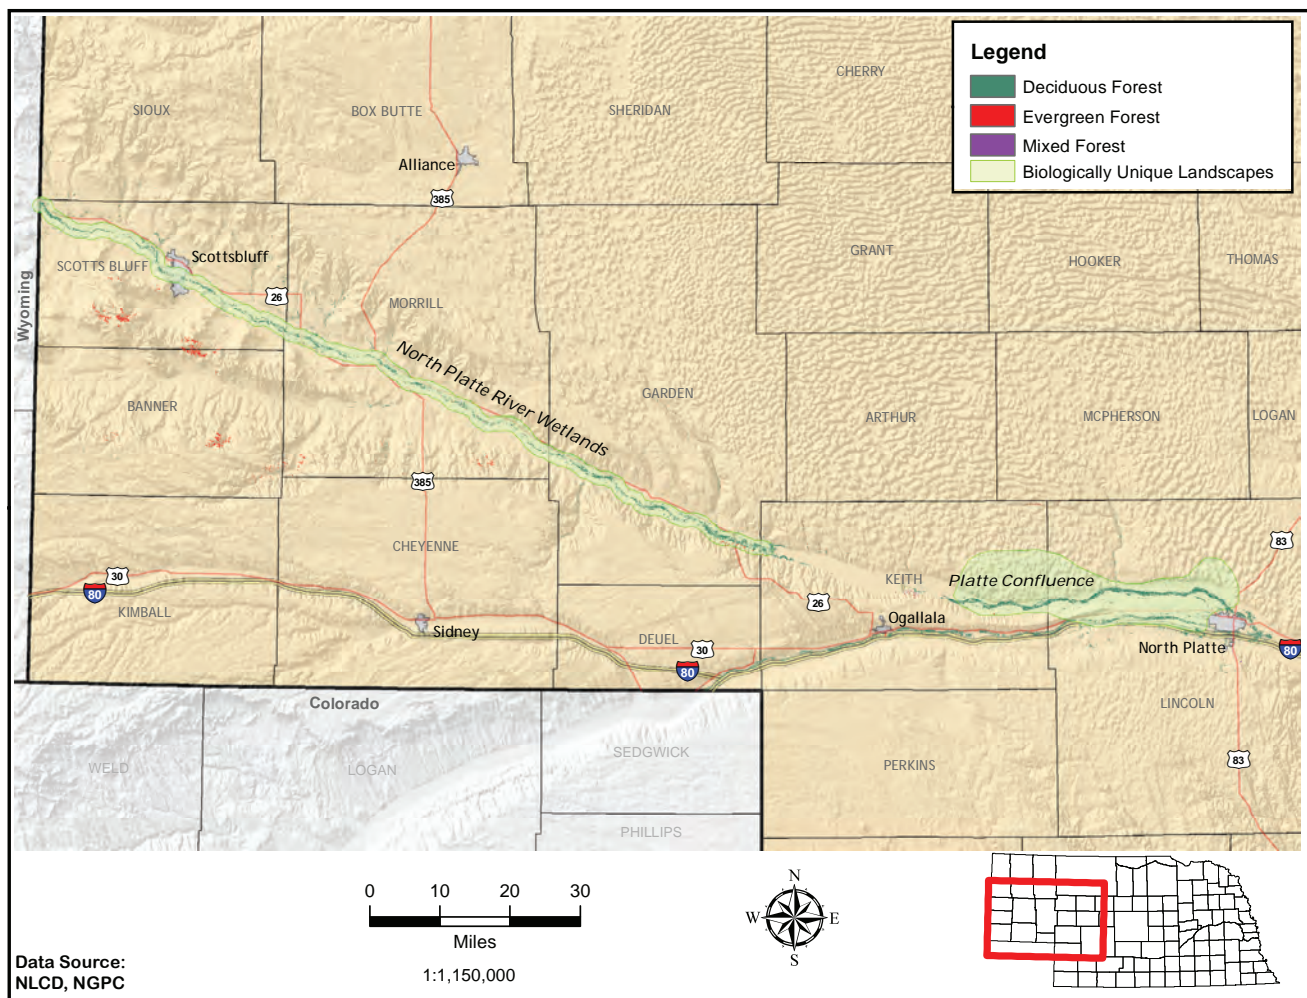 Legend
Deciduous Forest
Evergreen Forest
Mixed Forest
Biologically Unique Landscapes
CHERRY
SIOUX
BOX BUTTE
SHERIDAN
Alliance
385
GRANT
HOOKER
THOMAS
Scottsbluff
SCOTTS BLUFF
26
MORRILL
Wyoming
North Platte River Wetlands
GARDEN
BANNER
ARTHUR
MCPHERSON
LOGAN
385
CHEYENNE
83
30
80
KIMBALL
KEITH
Platte Confluence
26
Ogallala
Sidney
DEUEL
30
80
North Platte
80
Colorado
LINCOLN
SEDGWICK
WELD
LOGAN
PERKINS
83
PHILLIPS
0 10 20 30
Miles
1:1,150,000
N
W E
S
Data Source:
NLCD, NGPC